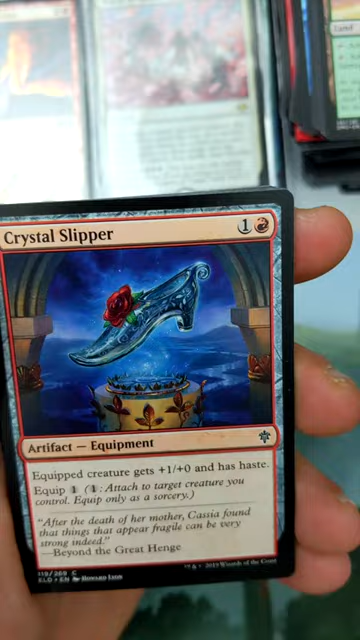 Crystal Slipper 1
Artifact — Equipment
Equipped creature gets +1/+0 and has haste.
Equip 1 (1: Attach to target creature you
control. Equip only as a sorcery.)
"After the death of her mother, Cassia found
that things that appear fragile can be very
strong indeed."
—Beyond the Great Henge
119/269 C
ELD • EN Howard Lyon
™ & © 2019 Wizards of the Coast